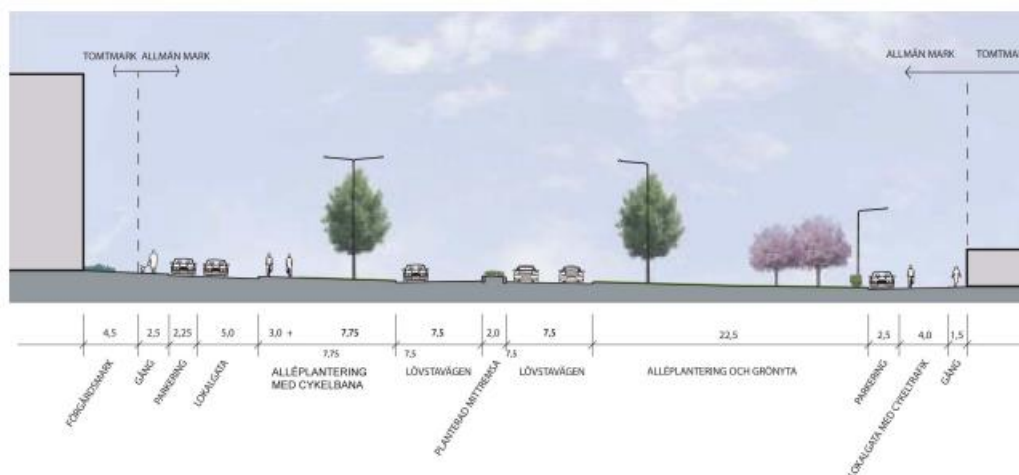 TOMTMARK ALLMÄN MARK
ALLMÄN MARK TOMTMAR
4,5 2,5 2,25 5,0 3,0 + 7,75 7,5 2,0 7,5 22,5 2,5 4,0 1,5
7,75 7,5 7,5
FÖRGÅRDSMARK
GÅNG
PARKERING
LOKALGATA
ALLÉPLANTERING
MED CYKELBANA
LÖVSTAVÄGEN
PLANTERAD MITTREMSA
LÖVSTAVÄGEN
ALLÉPLANTERING OCH GRÖNYTA
PARKERING
LOKALGATA MED CYKELTRAFIK
GÅNG